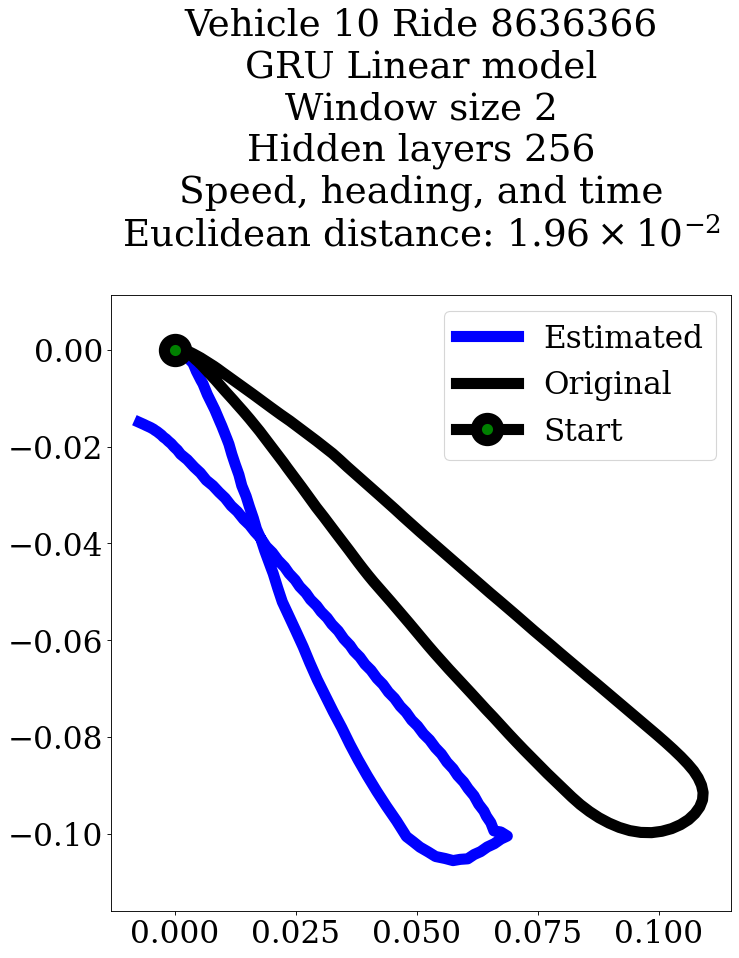 Vehicle 10 Ride 8636366
GRU Linear model
Window size 2
Hidden layers 256
Speed, heading, and time
Euclidean distance: 1.96 × 10⁻²
Estimated
Original
Start
0.00
−0.02
−0.04
−0.06
−0.08
−0.10
0.000 0.025 0.050 0.075 0.100